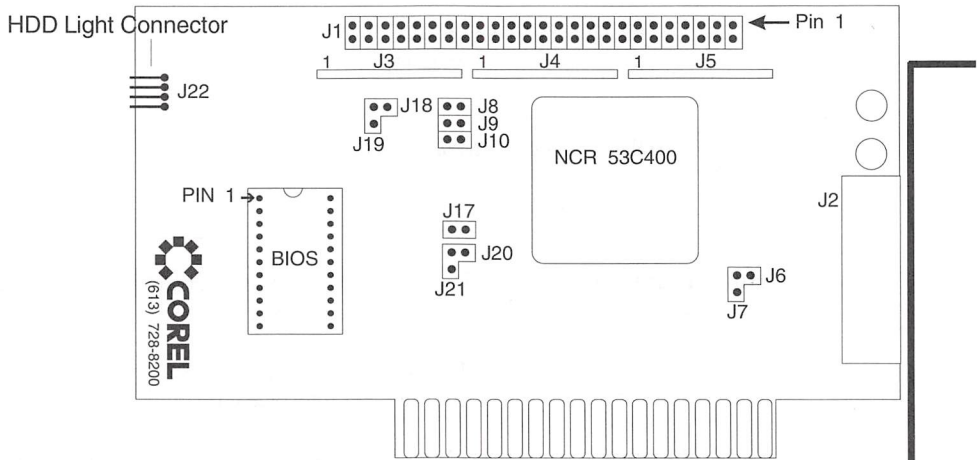 HDD Light Connector
J1
Pin 1
1 J3
1 J4
1 J5
J22
J18
J19
J8
J9
J10
NCR 53C400
PIN 1
BIOS
J17
J20
J21
J2
J6
J7
COREL
(613) 728-8200